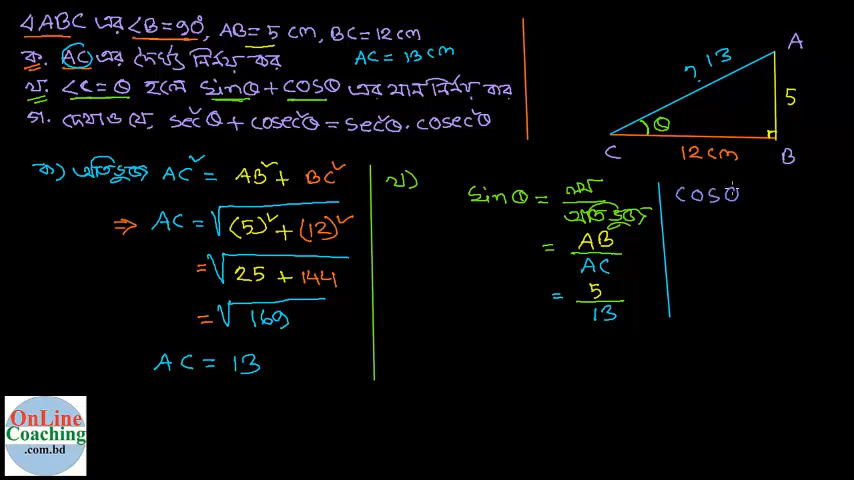 ⊿ABC এর ∠B = 90°, AB = 5 cm, BC = 12 cm
ক. AC এর দৈর্ঘ্য নির্ণয় কর AC = 13 cm
খ. ∠C = θ হলে sinθ + cosθ এর মান নির্ণয় কর
গ. দেখাও যে, sec²θ + cosec²θ = sec²θ . cosec²θ
A
13
5
θ
C
12 cm
B
ক) অতিভুজ AC² = AB² + BC²
⇒ AC = √(5)² + (12)²
= √25 + 144
= √169
AC = 13
খ)
sinθ = লম্ব/অতিভুজ
= AB/AC
= 5/13
cosθ
OnLine
Coaching
.com.bd